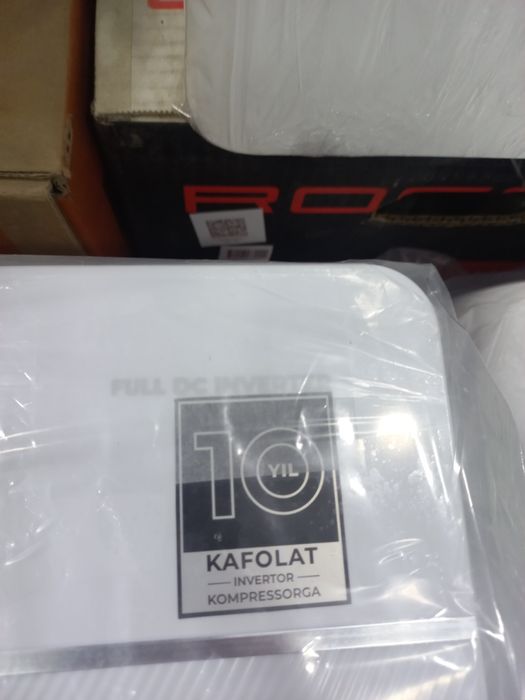 FULL DC INVERTER
10
YIL
KAFOLAT
INVERTOR
KOMPRESSORGA